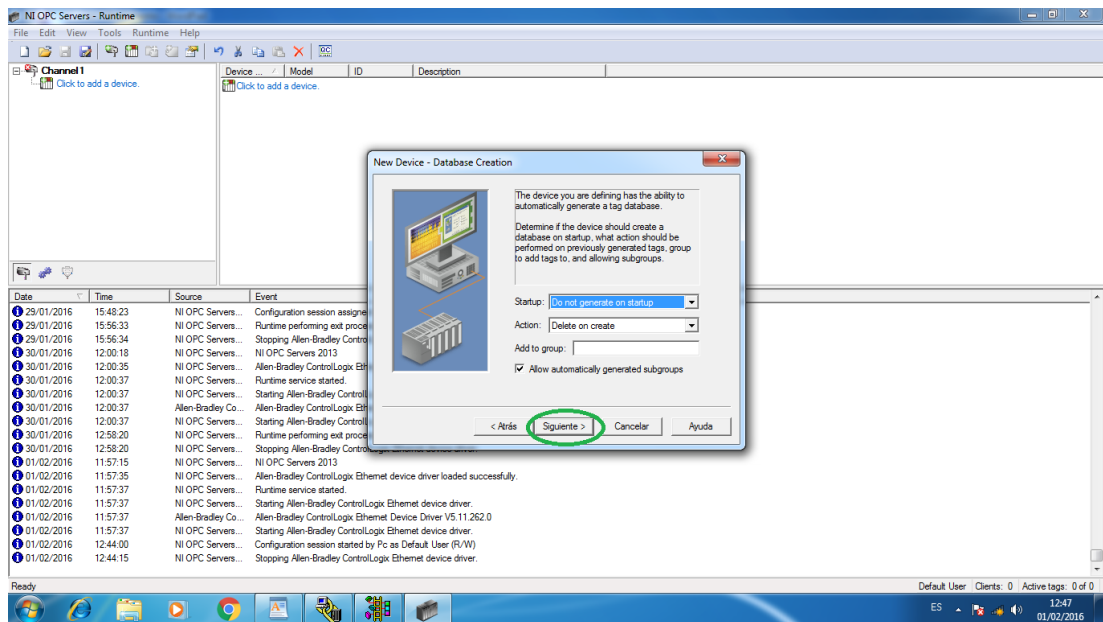 NI OPC Servers - Runtime
File Edit View Tools Runtime Help
Channel1
Click to add a device.
Device ... Model ID Description
Click to add a device.
New Device - Database Creation
The device you are defining has the ability to
automatically generate a tag database.
Determine if the device should create a
database on startup, what action should be
performed on previously generated tags, group
to add tags to, and allowing subgroups.
Startup: Do not generate on startup
Action: Delete on create
Add to group:
Allow automatically generated subgroups
< Atrás Siguiente > Cancelar Ayuda
Date Time Source Event
29/01/2016 15:48:23 NI OPC Servers... Configuration session assigne
29/01/2016 15:56:33 NI OPC Servers... Runtime performing exit proce
29/01/2016 15:56:34 NI OPC Servers... Stopping Allen-Bradley Contro
30/01/2016 12:00:18 NI OPC Servers... NI OPC Servers 2013
30/01/2016 12:00:35 NI OPC Servers... Allen-Bradley ControlLogix Eth
30/01/2016 12:00:37 NI OPC Servers... Runtime service started.
30/01/2016 12:00:37 NI OPC Servers... Starting Allen-Bradley ControlL
30/01/2016 12:00:37 Allen-Bradley Co... Allen-Bradley ControlLogix Eth
30/01/2016 12:00:37 NI OPC Servers... Starting Allen-Bradley ControlL
30/01/2016 12:58:20 NI OPC Servers... Runtime performing exit proce
30/01/2016 12:58:20 NI OPC Servers... Stopping Allen-Bradley ControlLogix Ethernet device driver.
01/02/2016 11:57:15 NI OPC Servers... NI OPC Servers 2013
01/02/2016 11:57:35 NI OPC Servers... Allen-Bradley ControlLogix Ethernet device driver loaded successfully.
01/02/2016 11:57:37 NI OPC Servers... Runtime service started.
01/02/2016 11:57:37 NI OPC Servers... Starting Allen-Bradley ControlLogix Ethernet device driver.
01/02/2016 11:57:37 Allen-Bradley Co... Allen-Bradley ControlLogix Ethernet Device Driver V5.11.262.0
01/02/2016 11:57:37 NI OPC Servers... Starting Allen-Bradley ControlLogix Ethernet device driver.
01/02/2016 12:44:00 NI OPC Servers... Configuration session started by Pc as Default User (R/W)
01/02/2016 12:44:15 NI OPC Servers... Stopping Allen-Bradley ControlLogix Ethernet device driver.
Ready Default User Clients: 0 Active tags: 0 of 0
ES 12:47
01/02/2016